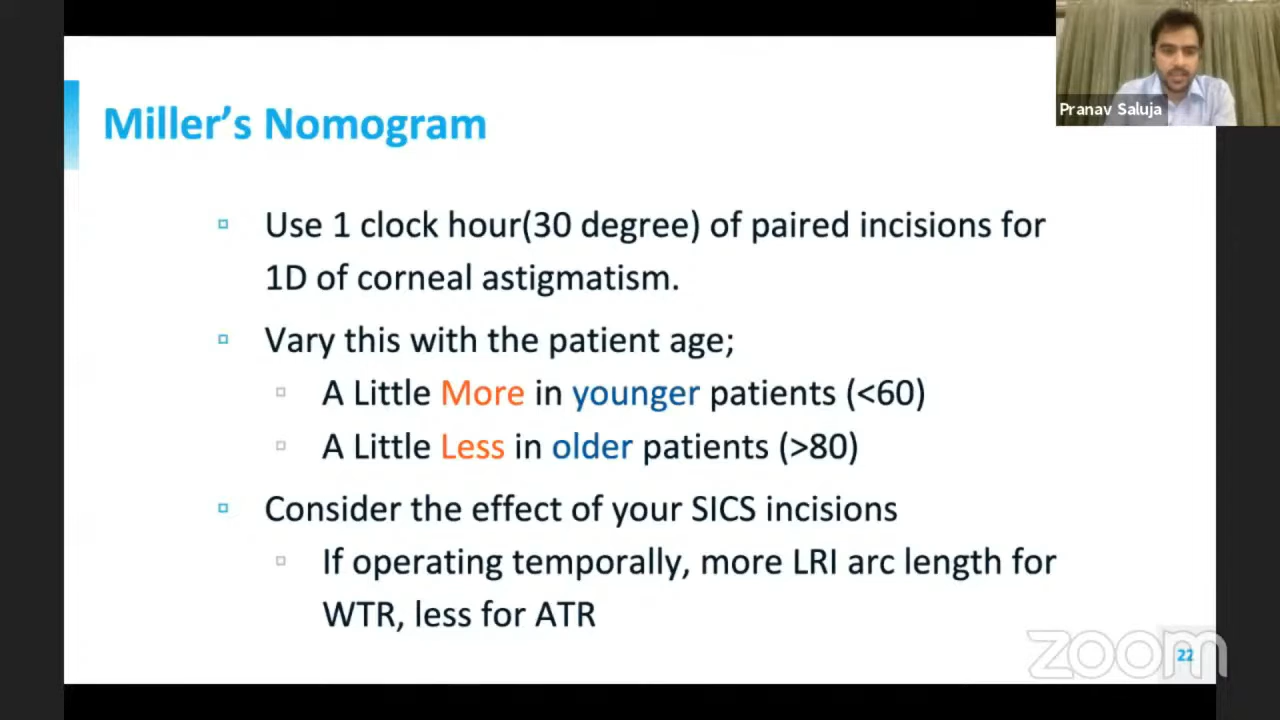 Pranav Saluja
Miller's Nomogram
Use 1 clock hour(30 degree) of paired incisions for
1D of corneal astigmatism.
Vary this with the patient age;
A Little More in younger patients (<60)
A Little Less in older patients (>80)
Consider the effect of your SICS incisions
If operating temporally, more LRI arc length for
WTR, less for ATR
zoom
22